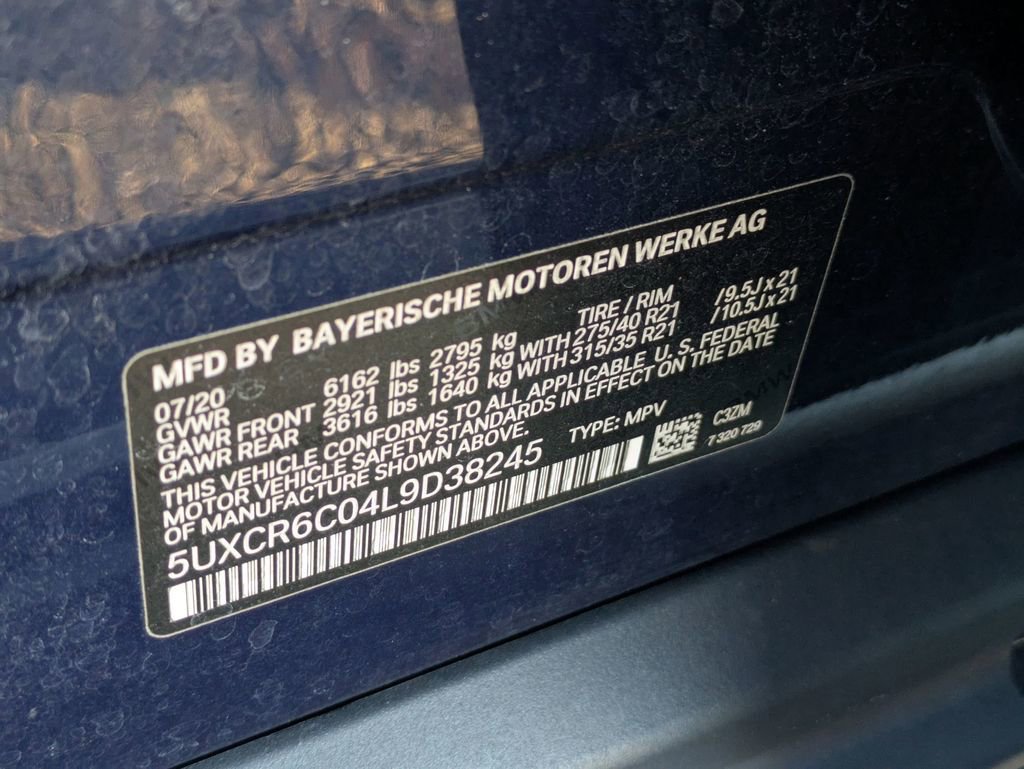 MFD BY BAYERISCHE MOTOREN WERKE AG
07/20 TIRE / RIM
GVWR 6162 lbs 2795 kg
GAWR FRONT 2921 lbs 1325 kg WITH 275/40 R21 /9.5J x 21
GAWR REAR 3616 lbs 1640 kg WITH 315/35 R21 /10.5J x 21
THIS VEHICLE CONFORMS TO ALL APPLICABLE U. S. FEDERAL
MOTOR VEHICLE SAFETY STANDARDS IN EFFECT ON THE DATE
OF MANUFACTURE SHOWN ABOVE.
TYPE: MPV C3ZM
5UXCR6C04L9D38245
7 320 729